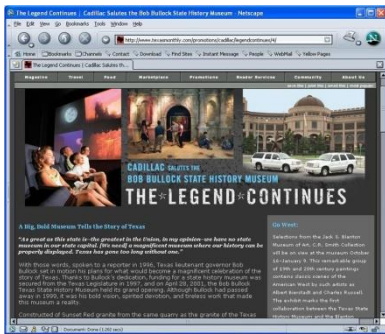 The Legend Continues | Cadillac Salutes the Bob Bullock State History Museum - Netscape
File Edit View Go Bookmarks Tools Window Help
http://www.texasmonthly.com/promotions/cadillac/legendcontinues/4/
Home Bookmarks Channels Contact Download Find Sites Instant Message People WebMail Yellow Pages
The Legend Continues | Cadillac Salutes th...
Magazine Travel Food Marketplace Promotions Reader Services Community About Us
CADILLAC SALUTES THE
BOB BULLOCK STATE HISTORY MUSEUM
THE LEGEND CONTINUES
A Big, Bold Museum Tells the Story of Texas
"As great as this state is--the greatest in the Union, in my opinion--we have no state
museum in our state capital. [We need] a magnificent museum where our history can be
properly displayed. Texas has gone too long without one."
With those words, spoken to a reporter in 1996, Texas lieutenant governor Bob
Bullock set in motion his plans for what would become a magnificent celebration of the
story of Texas. Thanks to Bullock's dedication, funding for a state history museum was
secured from the Texas Legislature in 1997, and on April 29, 2001, the Bob Bullock
Texas State History Museum held its grand opening. Although Bullock had passed
away in 1999, it was his bold vision, spirited devotion, and tireless work that made
this museum a reality.
Constructed of Sunset Red granite from the same quarry as the granite of the Texas
Go West!
Selections from the Jack S. Blanton
Museum of Art, C.R. Smith Collection
will be on view at the museum October
16-January 9. This remarkable group
of 19th and 20th century paintings
contains classic scenes of the
American West by such artists as
Albert Bierstadt and Charles Russell.
The exhibit marks the first
collaboration between the Texas State
History Museum and the Blanton